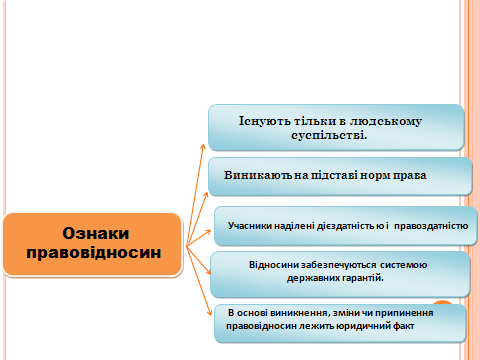 Існують тільки в людському
суспільстві.
Виникають на підставі норм права
Учасники наділені дієздатність ю і правоздатністю
Ознаки
правовідносин
Відносини забезпечуються системою
державних гарантій.
В основі виникнення, зміни чи припинення
правовідносин лежить юридичний факт